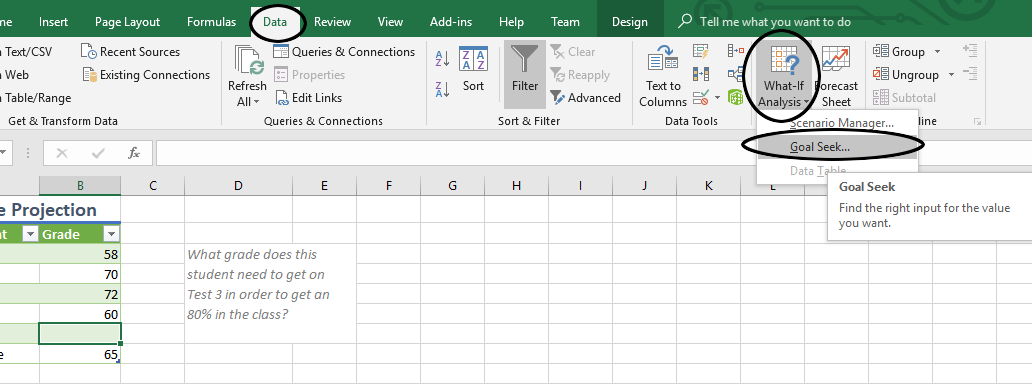 me Insert Page Layout Formulas Data Review View Add-ins Help Team Design Tell me what you want to do
Text/CSV Recent Sources Queries & Connections Clear Group
Web Existing Connections Properties Reapply Ungroup
Table/Range Edit Links Advanced Subtotal
Refresh
All
Sort
Filter
Text to
Columns
What-If
Analysis
Forecast
Sheet
Get & Transform Data Queries & Connections Sort & Filter Data Tools line
Scenario Manager...
Goal Seek...
Data Table...
Goal Seek
Find the right input for the value
you want.
fx
B C D E F G H I J K L
e Projection
nt Grade
58
70
72
60
e 65
What grade does this
student need to get on
Test 3 in order to get an
80% in the class?